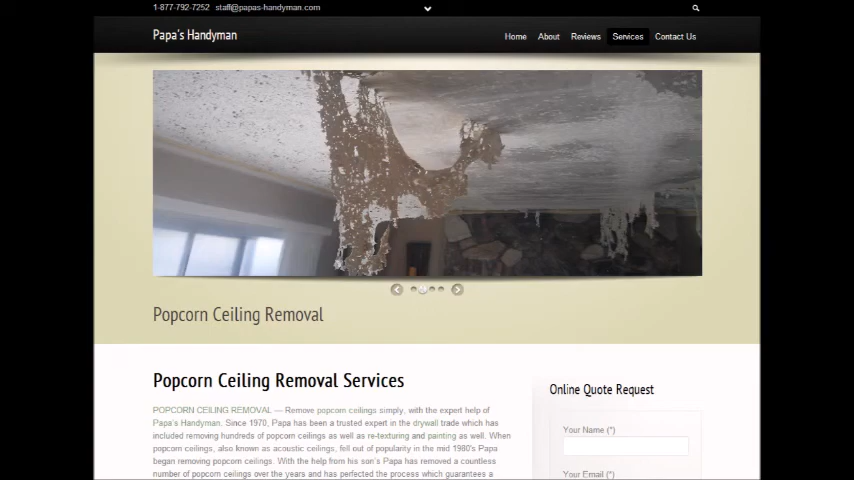 1-877-792-7252 staff@papas-handyman.com
Papa's Handyman
Home About Reviews Services Contact Us
Popcorn Ceiling Removal
Popcorn Ceiling Removal Services
POPCORN CEILING REMOVAL — Remove popcorn ceilings simply, with the expert help of
Papa's Handyman. Since 1970, Papa has been a trusted expert in the drywall trade which has
included removing hundreds of popcorn ceilings as well as re-texturing and painting as well. When
popcorn ceilings, also known as acoustic ceilings, fell out of popularity in the mid 1980's Papa
began removing popcorn ceilings. With the help from his son's Papa has removed a countless
number of popcorn ceilings over the years and has perfected the process which guarantees a
Online Quote Request
Your Name (*)
Your Email (*)